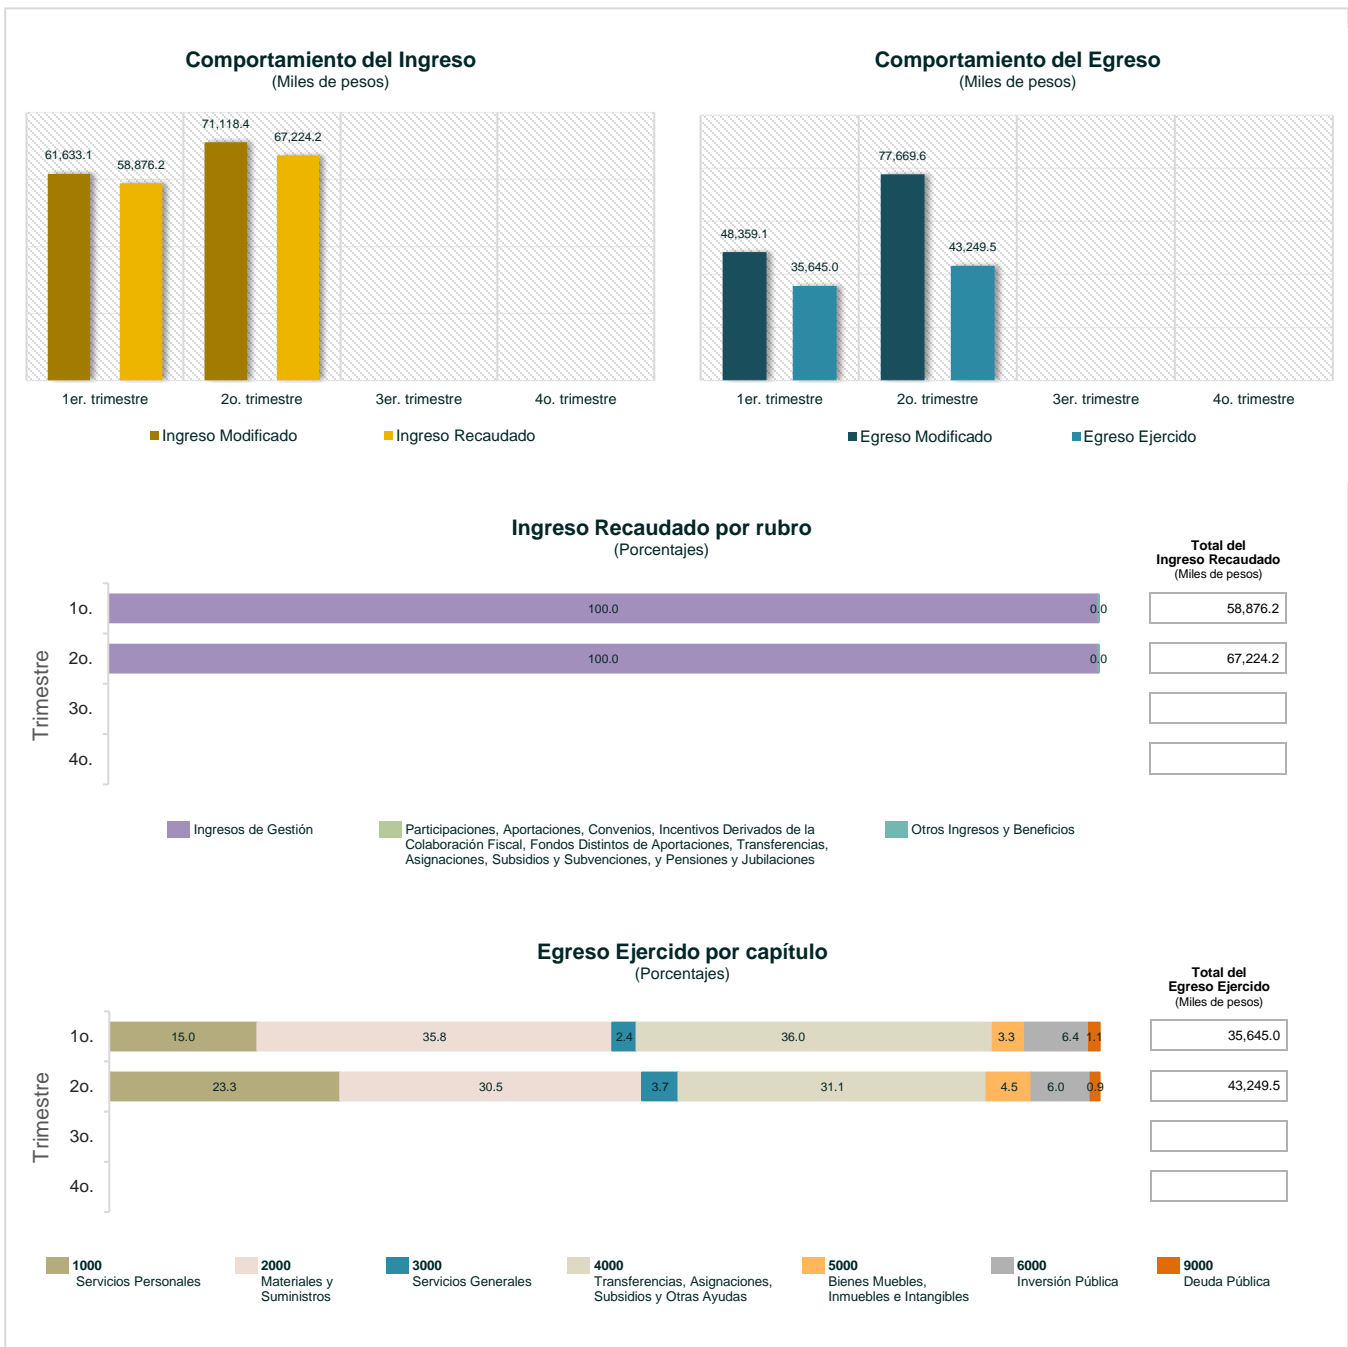 Comportamiento del Ingreso
(Miles de pesos)
71,118.4
67,224.2
61,633.1
58,876.2
1er. trimestre 2o. trimestre 3er. trimestre 4o. trimestre
Ingreso Modificado Ingreso Recaudado
Comportamiento del Egreso
(Miles de pesos)
77,669.6
48,359.1
43,249.5
35,645.0
1er. trimestre 2o. trimestre 3er. trimestre 4o. trimestre
Egreso Modificado Egreso Ejercido
Ingreso Recaudado por rubro
(Porcentajes)
Total del
Ingreso Recaudado
(Miles de pesos)
Trimestre
1o. 100.0 0.0 58,876.2
2o. 100.0 0.0 67,224.2
3o.
4o.
Ingresos de Gestión
Participaciones, Aportaciones, Convenios, Incentivos Derivados de la
Colaboración Fiscal, Fondos Distintos de Aportaciones, Transferencias,
Asignaciones, Subsidios y Subvenciones, y Pensiones y Jubilaciones
Otros Ingresos y Beneficios
Egreso Ejercido por capítulo
(Porcentajes)
Total del
Egreso Ejercido
(Miles de pesos)
Trimestre
1o. 15.0 35.8 2.4 36.0 3.3 6.4 1.1 35,645.0
2o. 23.3 30.5 3.7 31.1 4.5 6.0 0.9 43,249.5
3o.
4o.
1000
Servicios Personales
2000
Materiales y
Suministros
3000
Servicios Generales
4000
Transferencias, Asignaciones,
Subsidios y Otras Ayudas
5000
Bienes Muebles,
Inmuebles e Intangibles
6000
Inversión Pública
9000
Deuda Pública